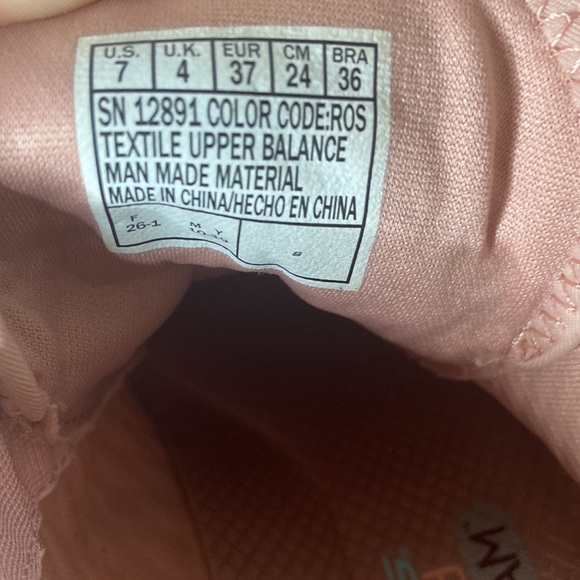 U.S. U.K. EUR CM BRA
7 4 37 24 36
SN 12891 COLOR CODE:ROS
TEXTILE UPPER BALANCE
MAN MADE MATERIAL
MADE IN CHINA/HECHO EN CHINA
F M Y
26-1